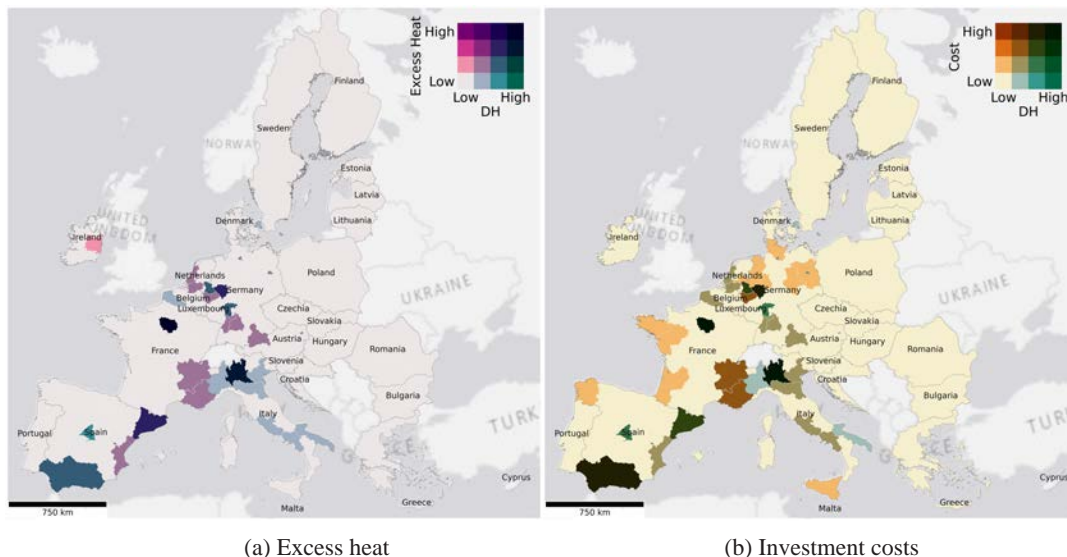 High
Excess Heat
Low
Low
High
DH
Finland
NORWAY
Sweden
Estonia
Latvia
Denmark
Lithuania
UNITED
KINGDOM
Ireland
Netherlands
Poland
Belgium
Germany
UKRAINE
Luxembourg
Czechia
Slovakia
France
Austria
Hungary
Romania
Slovenia
Croatia
Bulgaria
Italy
Portugal
Spain
TURK
Cyprus
Greece
Malta
750 km
(a) Excess heat
High
Cost
Low
Low
High
DH
Finland
NORWAY
Sweden
Estonia
Latvia
Denmark
Lithuania
UNITED
KINGDOM
Ireland
Netherlands
Poland
Belgium
Germany
UKRAINE
Luxembourg
Czechia
Slovakia
France
Austria
Hungary
Romania
Slovenia
Croatia
Bulgaria
Italy
Portugal
Spain
TURK
Cyprus
Greece
Malta
750 km
(b) Investment costs